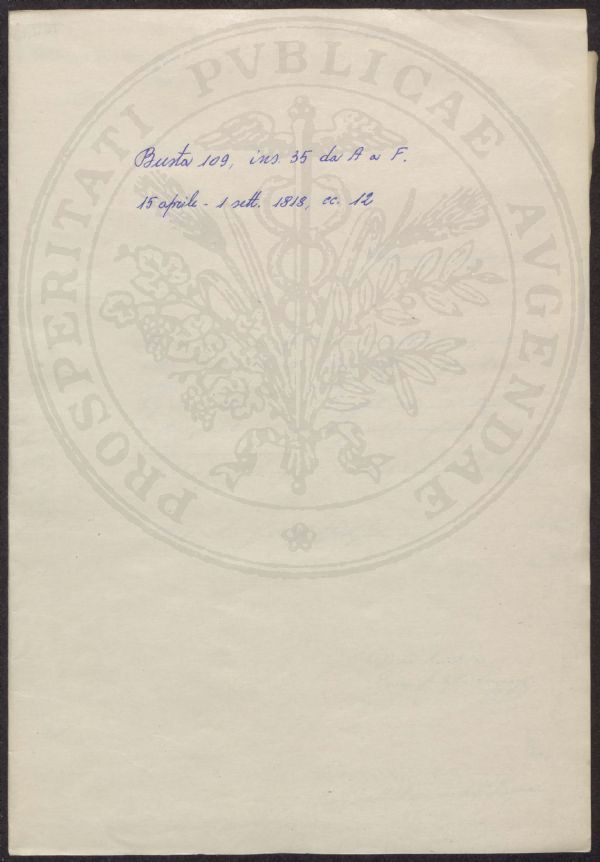 Busta 109, ins. 35 da A a F.
15 aprile - 1 sett. 1818, cc. 12
PROSPERITATI PVBLICAE AVGENDAE